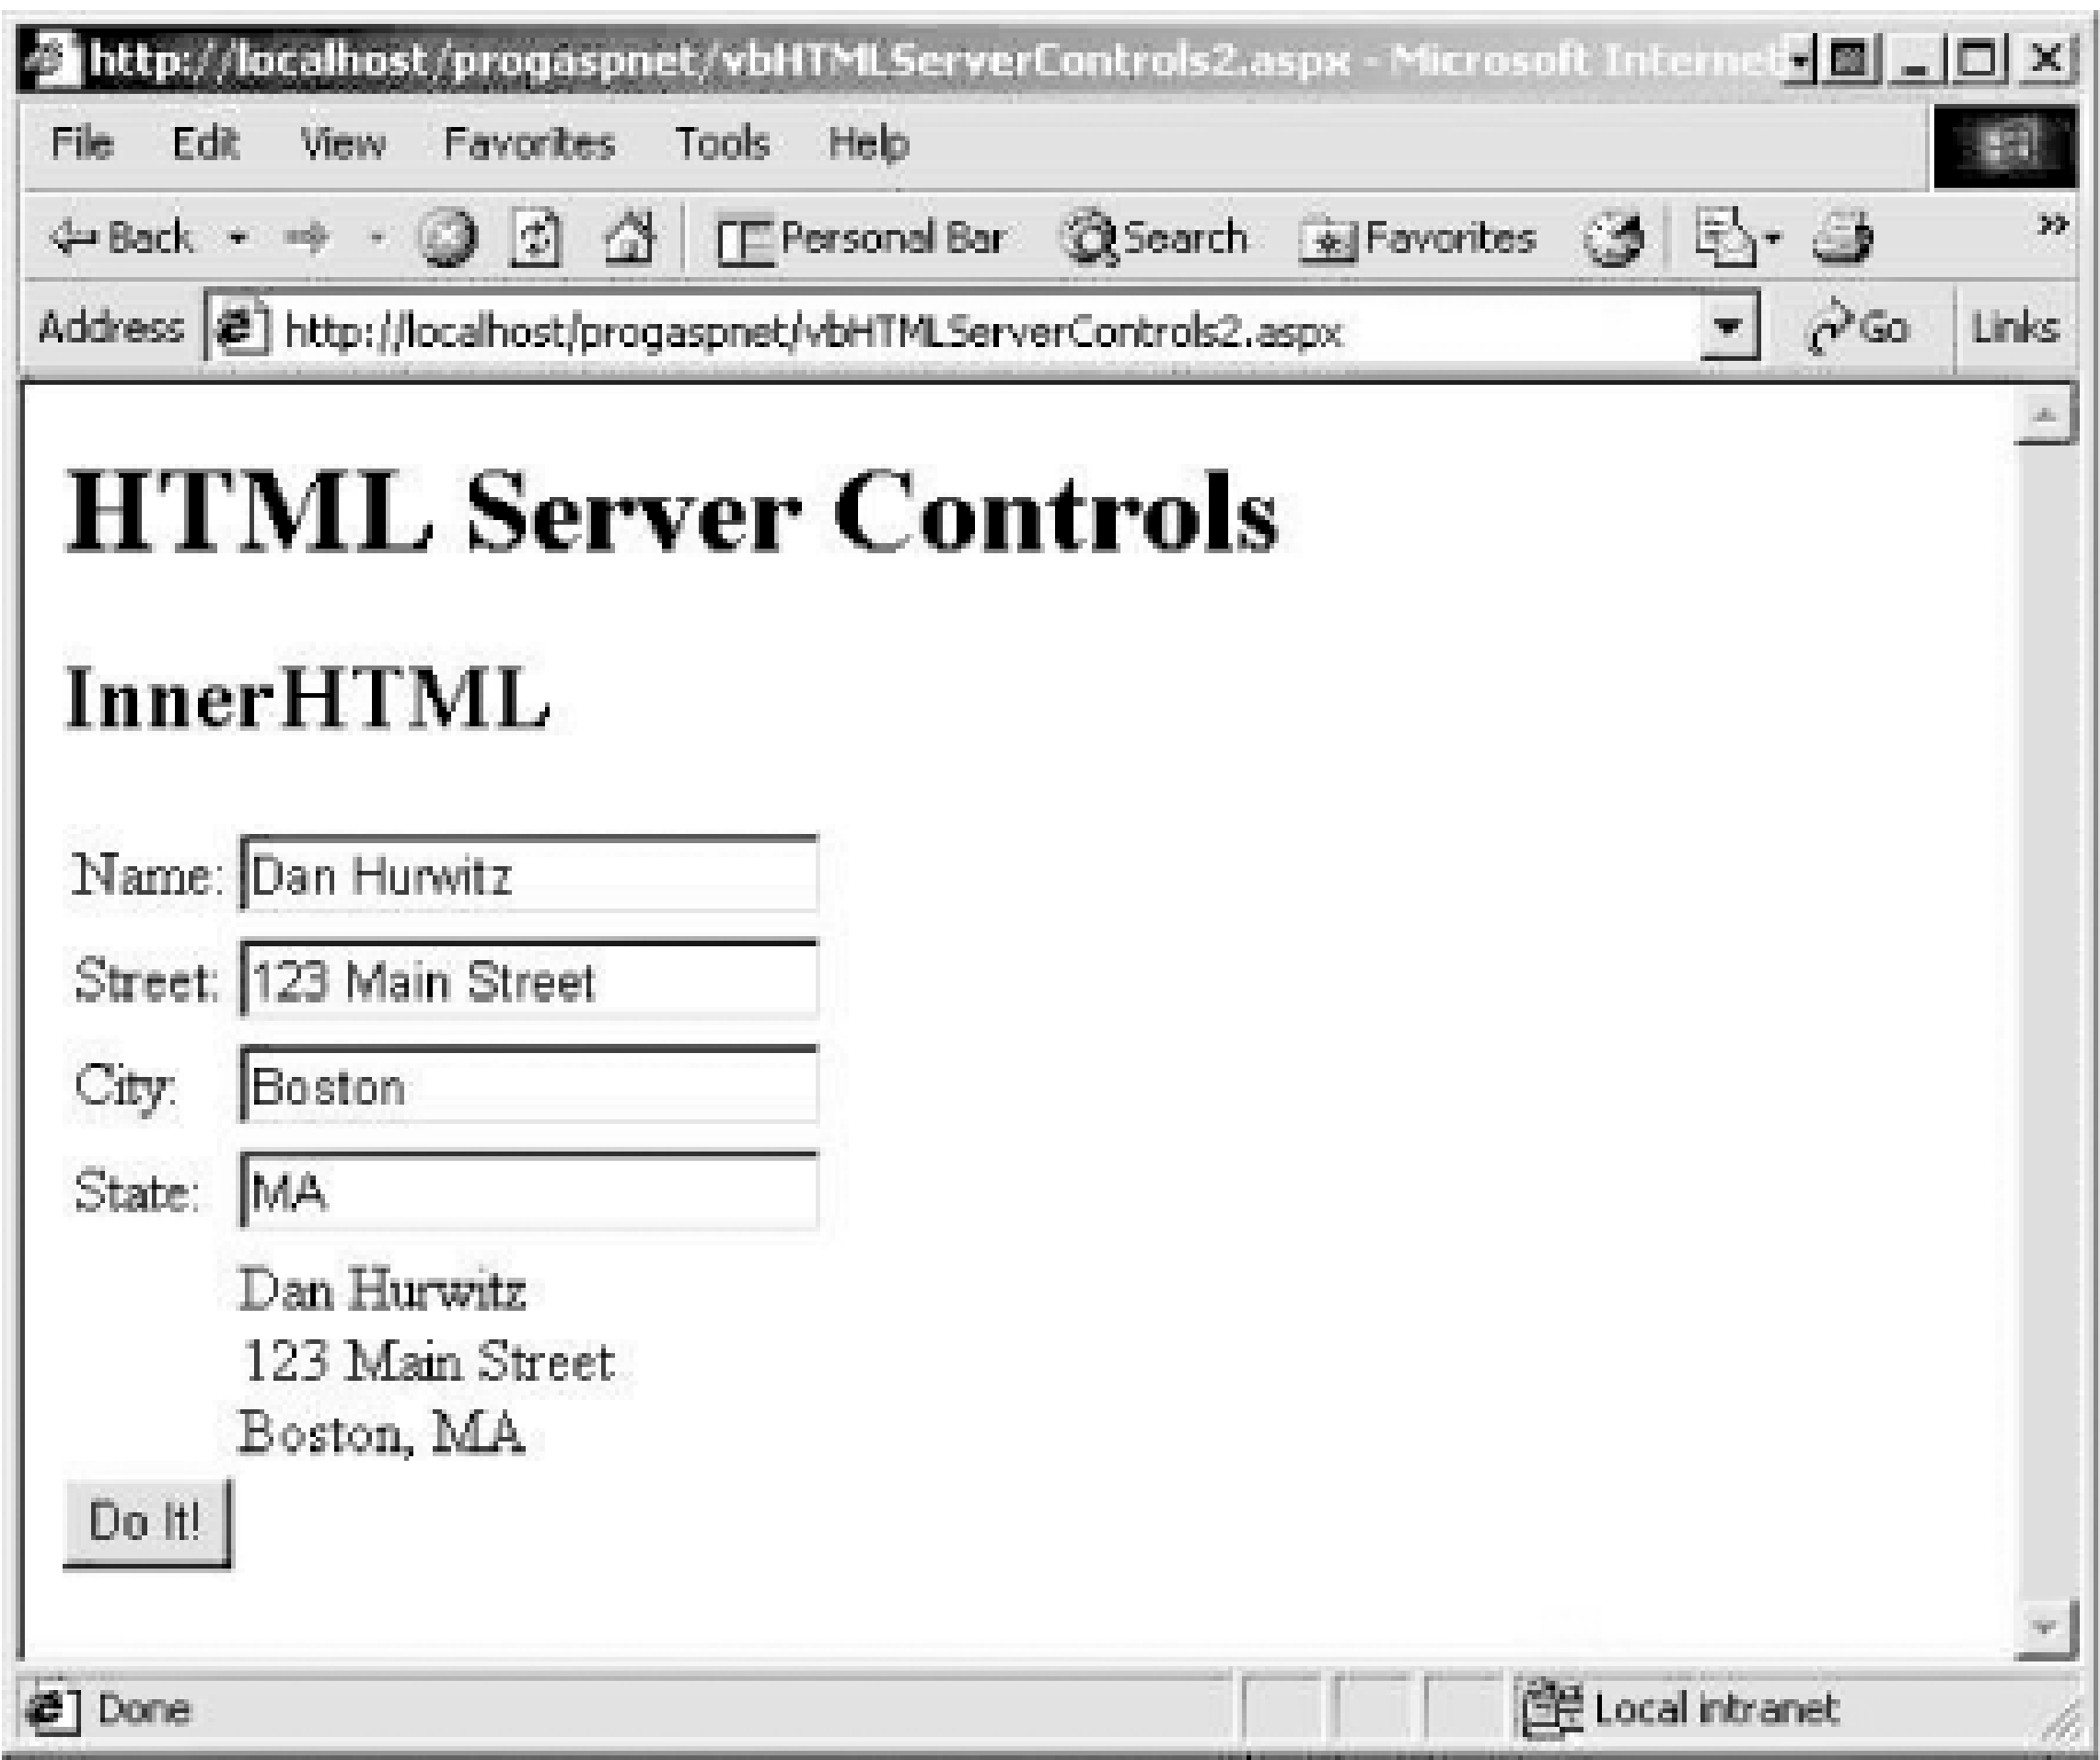 http://localhost/progaspnet/vbHTMLServerControls2.aspx - Microsoft Internet
File Edit View Favorites Tools Help
Back Personal Bar Search Favorites »
Address http://localhost/progaspnet/vbHTMLServerControls2.aspx Go Links
HTML Server Controls
InnerHTML
Name: Dan Hurwitz
Street: 123 Main Street
City: Boston
State: MA
Dan Hurwitz
123 Main Street
Boston, MA
Do It!
Done Local intranet